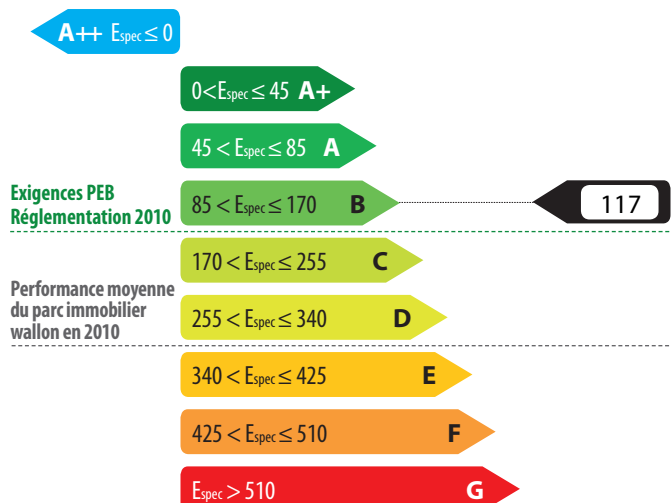 A++ Espec ≤ 0
0<Espec ≤ 45 A+
45 < Espec ≤ 85 A
Exigences PEB
Réglementation 2010
85 < Espec ≤ 170 B
117
170 < Espec ≤ 255 C
Performance moyenne
du parc immobilier
wallon en 2010
255 < Espec ≤ 340 D
340 < Espec ≤ 425 E
425 < Espec ≤ 510 F
Espec > 510 G